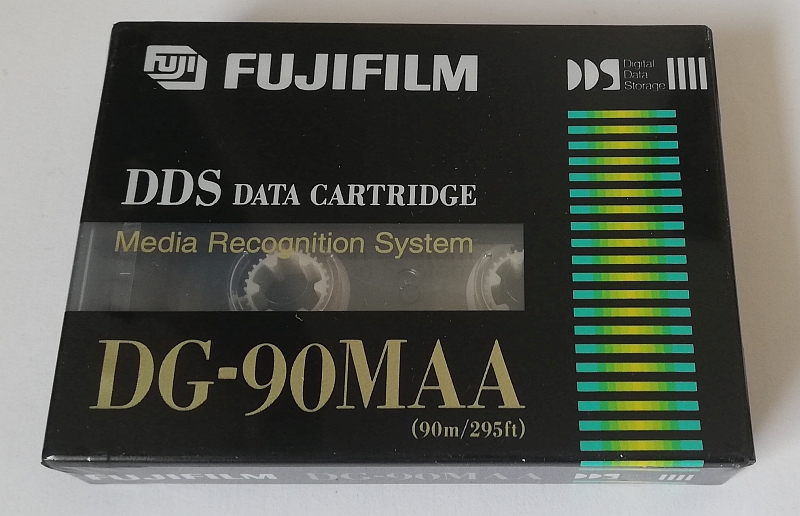 FUJI FUJIFILM
DDS Digital Data Storage
DDS DATA CARTRIDGE
Media Recognition System
DG-90MAA
(90m/295ft)
FUJIFILM DG-90MAA DDS